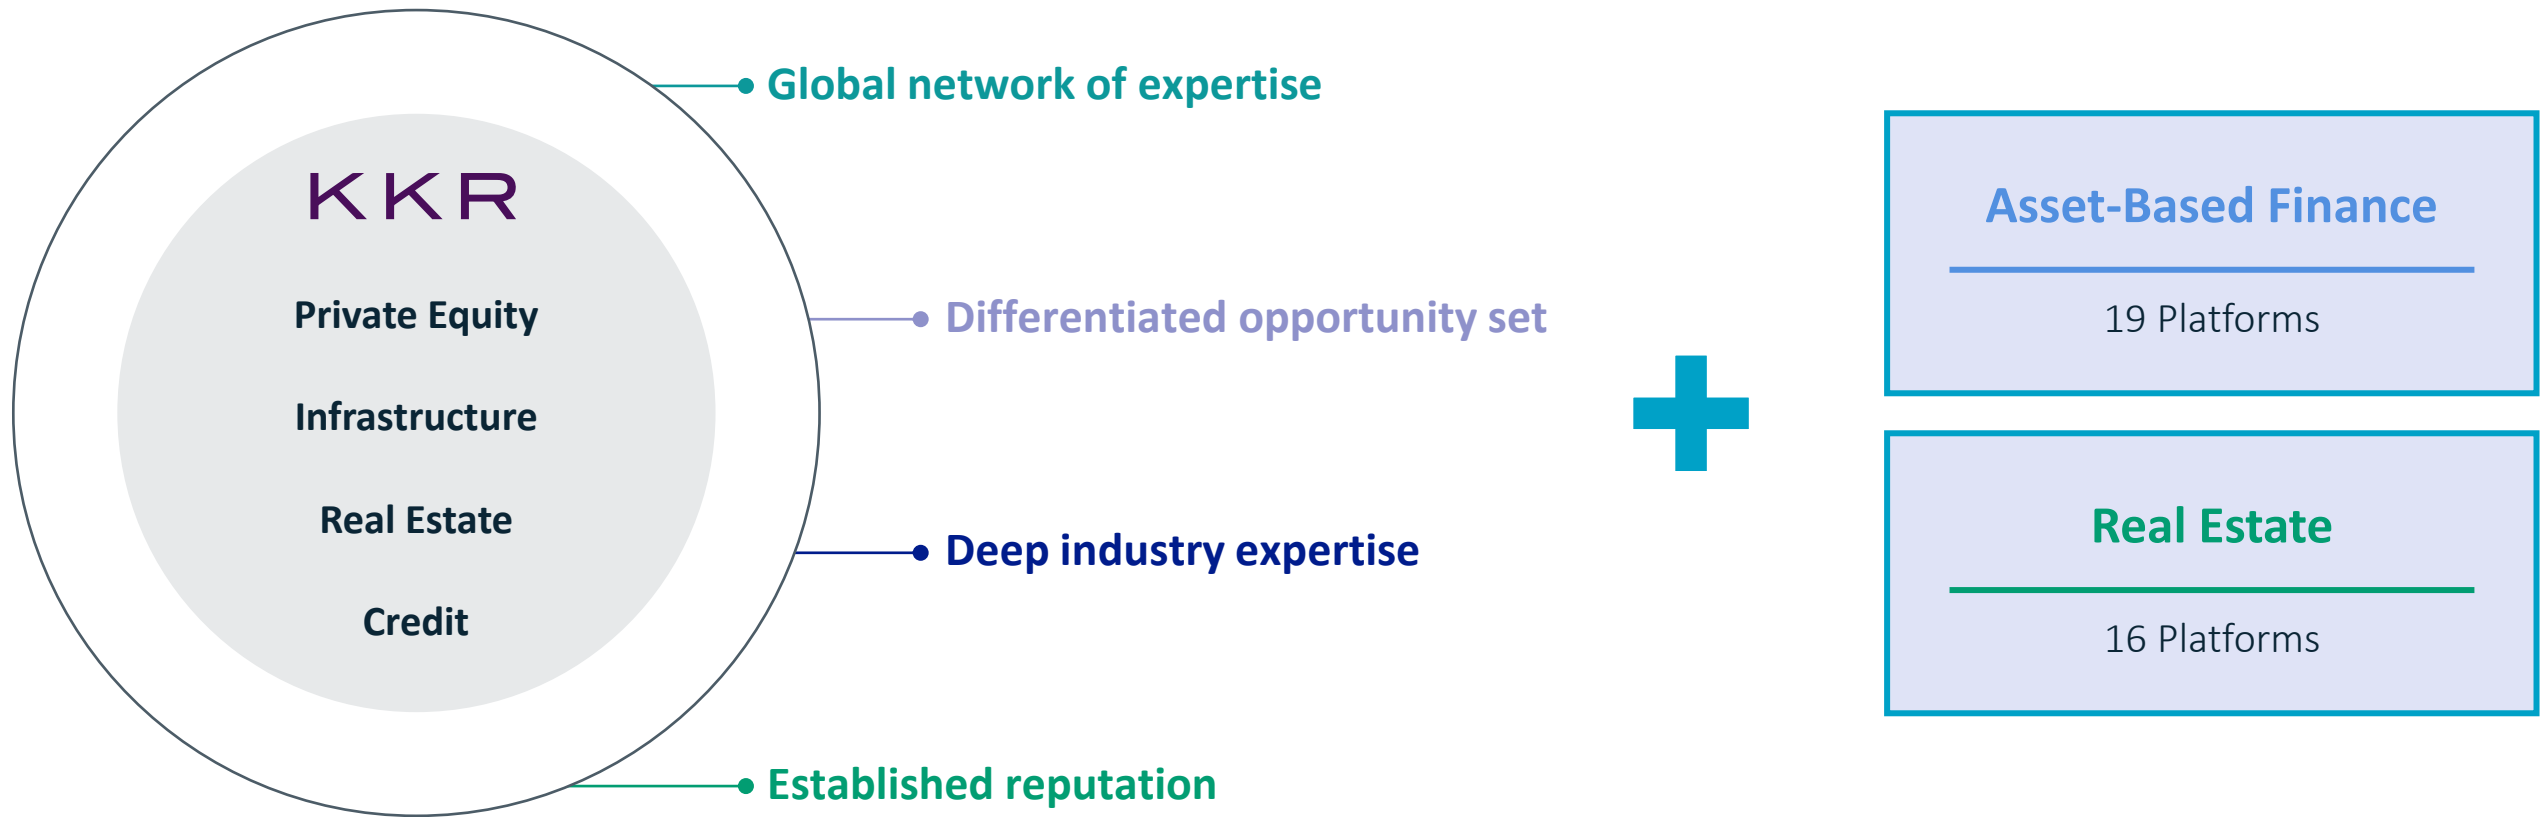 KKR
Private Equity
Infrastructure
Real Estate
Credit
Global network of expertise
Differentiated opportunity set
Deep industry expertise
Established reputation
Asset-Based Finance
19 Platforms
Real Estate
16 Platforms